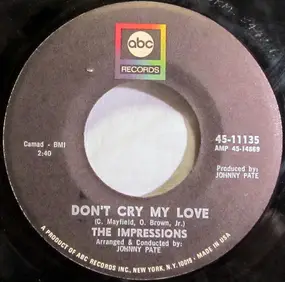 abc
RECORDS
Camad - BMI
2:40
45-11135
AMP 45-14869
Produced by:
JOHNNY PATE
DON'T CRY MY LOVE
(C. Mayfield, O. Brown, Jr.)
THE IMPRESSIONS
Arranged & Conducted by:
JOHNNY PATE
A PRODUCT OF ABC RECORDS INC., NEW YORK, N.Y. 10019 • MADE IN U.S.A.